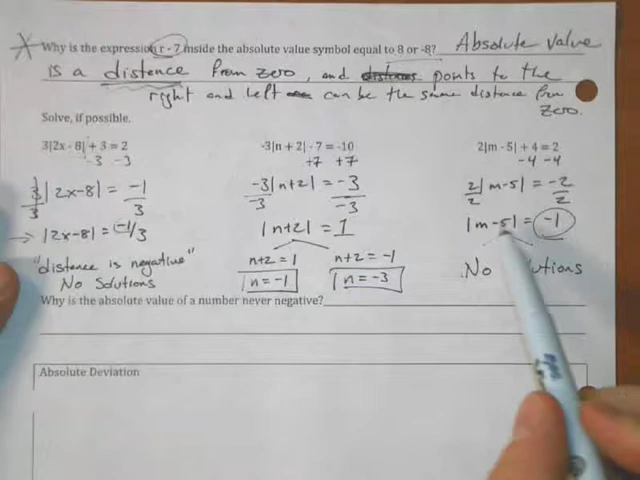 Why is the expression r - 7 inside the absolute value symbol equal to 8 or -8? Absolute Value
is a distance from zero, and points to the
right and left can be the same distance from
zero.
Solve, if possible.
3|2x - 8| + 3 = 2
-3 -3
3|2x-8| = -1
3 3
|2x-8| = -1/3
"distance is negative"
No Solutions
-3|n + 2| - 7 = -10
+7 +7
-3|n+2| = -3
-3 -3
|n+2| = 1
n+2 = 1 n+2 = -1
n = -1 n = -3
2|m - 5| + 4 = 2
-4 -4
2|m-5| = -2
2 2
|m-5| = -1
No utions
Why is the absolute value of a number never negative?
Absolute Deviation